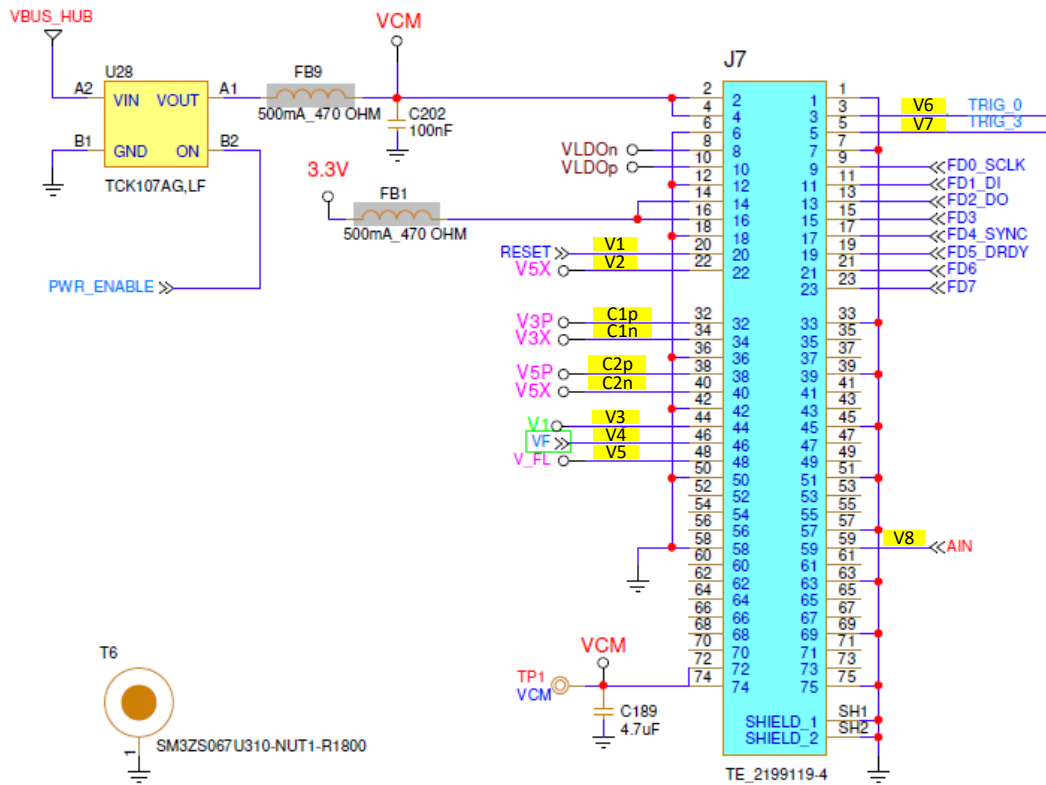 VBUS_HUB
VCM
J7
U28
A2 VIN VOUT A1
B1 GND ON B2
TCK107AG,LF
FB9
500mA_470 OHM
C202
100nF
3.3V
FB1
500mA_470 OHM
PWR_ENABLE
VLDOn
VLDOp
RESET V1
V5X V2
V3P C1p
V3X C1n
V5P C2p
V5X C2n
V1 V3
VF V4
V_FL V5
2 2 1 1
4 4 3 3 V6 TRIG_0
6 6 5 5 V7 TRIG_3
8 8 7 7
10 10 9 9 FD0_SCLK
12 12 11 11 FD1_DI
14 14 13 13 FD2_DO
16 16 15 15 FD3
18 18 17 17 FD4_SYNC
20 20 19 19 FD5_DRDY
22 22 21 21 FD6
23 23 FD7
32 32 33 33
34 34 35 35
36 36 37 37
38 38 39 39
40 40 41 41
42 42 43 43
44 44 45 45
46 46 47 47
48 48 49 49
50 50 51 51
52 52 53 53
54 54 55 55
56 56 57 57
58 58 59 59 V8 AIN
60 60 61 61
62 62 63 63
64 64 65 65
66 66 67 67
68 68 69 69
70 70 71 71
72 72 73 73
74 74 75 75
SHIELD_1 SH1
SHIELD_2 SH2
TE_2199119-4
VCM
TP1
VCM
C189
4.7uF
T6
1
SM3ZS067U310-NUT1-R1800